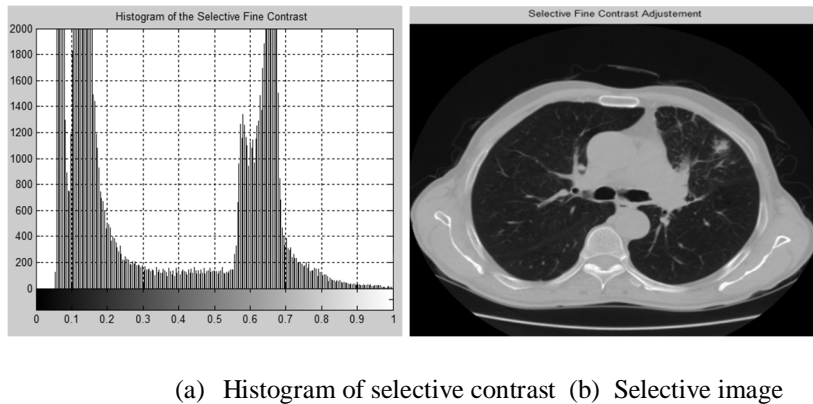 Histogram of the Selective Fine Contrast
2000
1800
1600
1400
1200
1000
800
600
400
200
0
0 0.1 0.2 0.3 0.4 0.5 0.6 0.7 0.8 0.9 1
Selective Fine Contrast Adjustement
(a) Histogram of selective contrast (b) Selective image